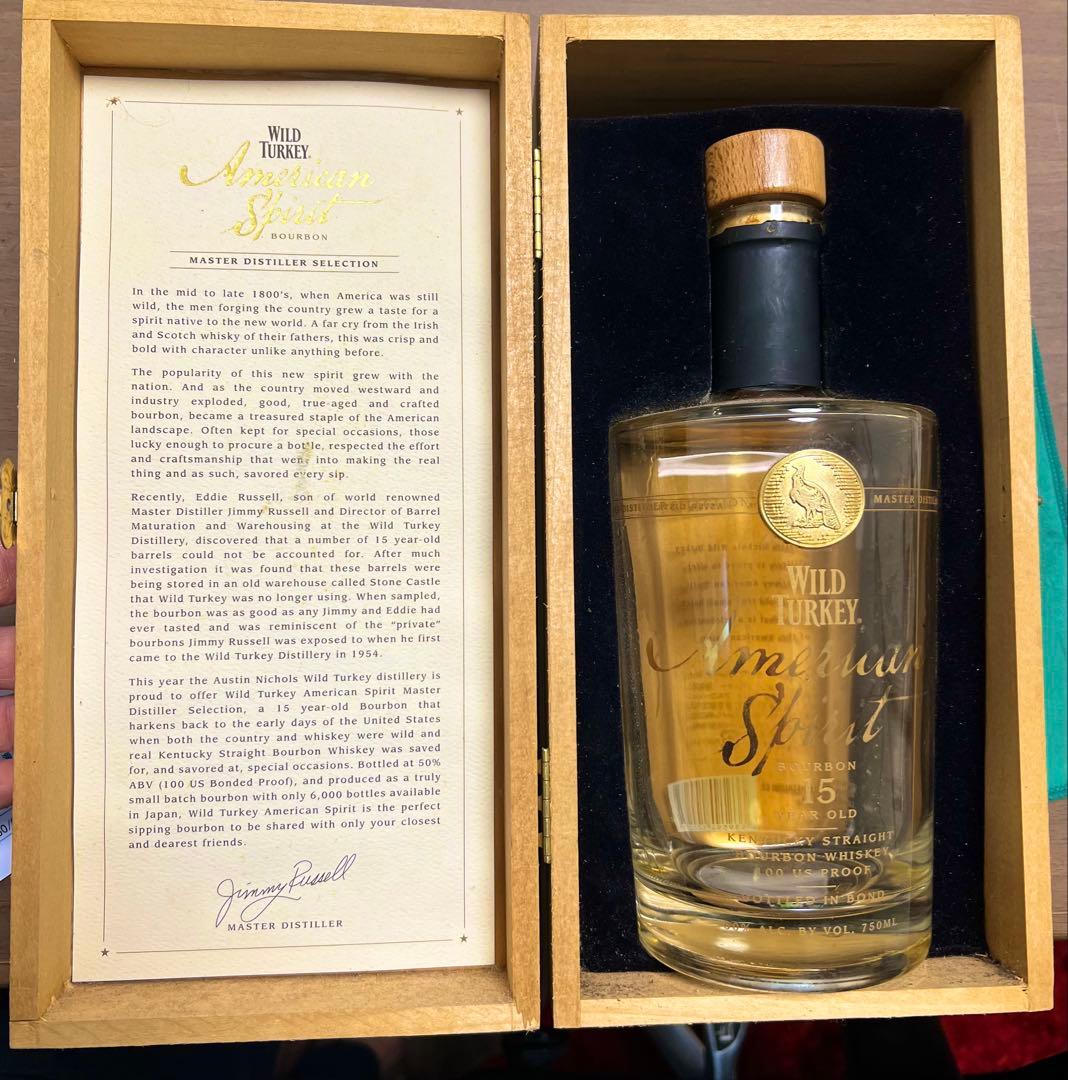 WILD
TURKEY.
American
Spirit
BOURBON
MASTER DISTILLER SELECTION
In the mid to late 1800's, when America was still
wild, the men forging the country grew a taste for a
spirit native to the new world. A far cry from the Irish
and Scotch whisky of their fathers, this was crisp and
bold with character unlike anything before.
The popularity of this new spirit grew with the
nation. And as the country moved westward and
industry exploded, good, true-aged and crafted
bourbon, became a treasured staple of the American
landscape. Often kept for special occasions, those
lucky enough to procure a bottle, respected the effort
and craftsmanship that went into making the real
thing and as such, savored every sip.
Recently, Eddie Russell, son of world renowned
Master Distiller Jimmy Russell and Director of Barrel
Maturation and Warehousing at the Wild Turkey
Distillery, discovered that a number of 15 year-old
barrels could not be accounted for. After much
investigation it was found that these barrels were
being stored in an old warehouse called Stone Castle
that Wild Turkey was no longer using. When sampled,
the bourbon was as good as any Jimmy and Eddie had
ever tasted and was reminiscent of the "private"
bourbons Jimmy Russell was exposed to when he first
came to the Wild Turkey Distillery in 1954.
This year the Austin Nichols Wild Turkey distillery is
proud to offer Wild Turkey American Spirit Master
Distiller Selection, a 15 year-old Bourbon that
harkens back to the early days of the United States
when both the country and whiskey were wild and
real Kentucky Straight Bourbon Whiskey was saved
for, and savored at, special occasions. Bottled at 50%
ABV (100 US Bonded Proof), and produced as a truly
small batch bourbon with only 6,000 bottles available
in Japan, Wild Turkey American Spirit is the perfect
sipping bourbon to be shared with only your closest
and dearest friends.
Jimmy Russell
MASTER DISTILLER
MASTER
WILD
TURKEY.
American
Spirit
BOURBON
15
YEAR OLD
KENTUCKY STRAIGHT
BOURBON WHISKEY
100 US PROOF
BOTTLED IN BOND
50% ALC. BY VOL. 750ML